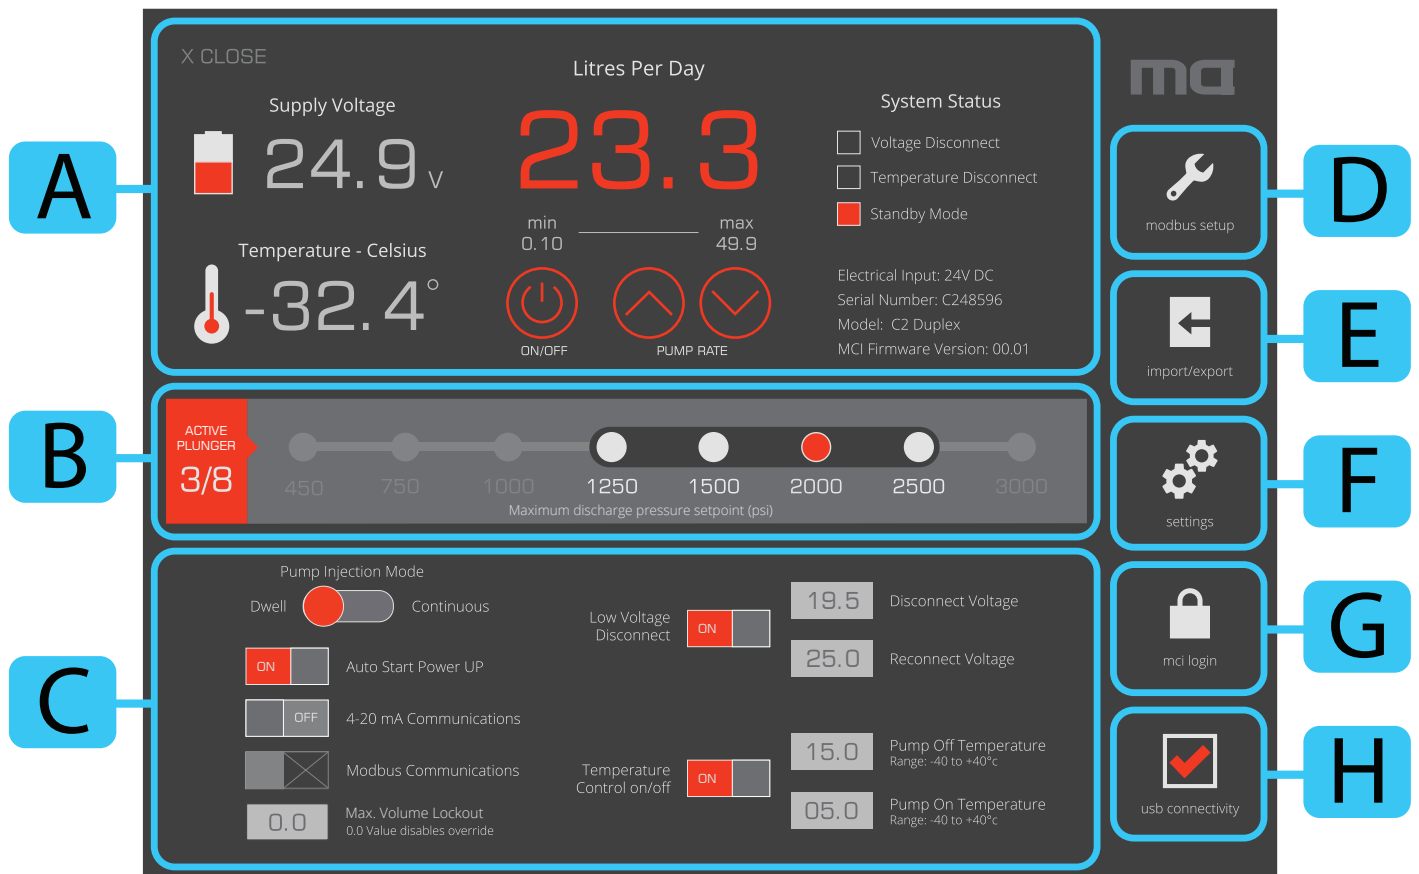 X CLOSE
Litres Per Day
23.3
min
0.10
max
49.9
ON/OFF
PUMP RATE
Supply Voltage
24.9 V
Temperature - Celsius
-32.4°
System Status
Voltage Disconnect
Temperature Disconnect
Standby Mode
Electrical Input: 24V DC
Serial Number: C248596
Model: C2 Duplex
MCI Firmware Version: 00.01
A
ACTIVE
PLUNGER
3/8
450 750 1000 1250 1500 2000 2500 3000
Maximum discharge pressure setpoint (psi)
B
Pump Injection Mode
Dwell Continuous
ON Auto Start Power UP
OFF 4-20 mA Communications
Modbus Communications
0.0 Max. Volume Lockout
0.0 Value disables override
Low Voltage
Disconnect
ON
19.5 Disconnect Voltage
25.0 Reconnect Voltage
Temperature
Control on/off
ON
15.0 Pump Off Temperature
Range: -40 to +40°c
05.0 Pump On Temperature
Range: -40 to +40°c
C
modbus setup
D
import/export
E
settings
F
mci login
G
usb connectivity
H